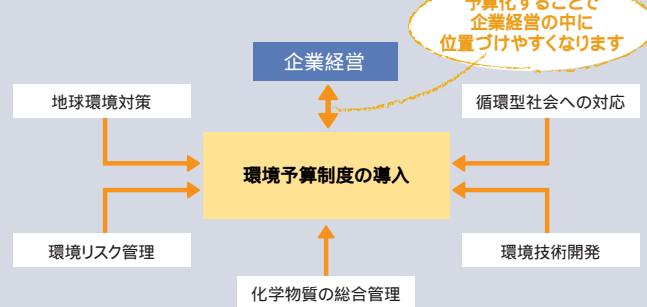 予算化することで
企業経営の中に
位置づけやすくなります
企業経営
地球環境対策
循環型社会への対応
環境予算制度の導入
環境リスク管理
環境技術開発
化学物質の総合管理